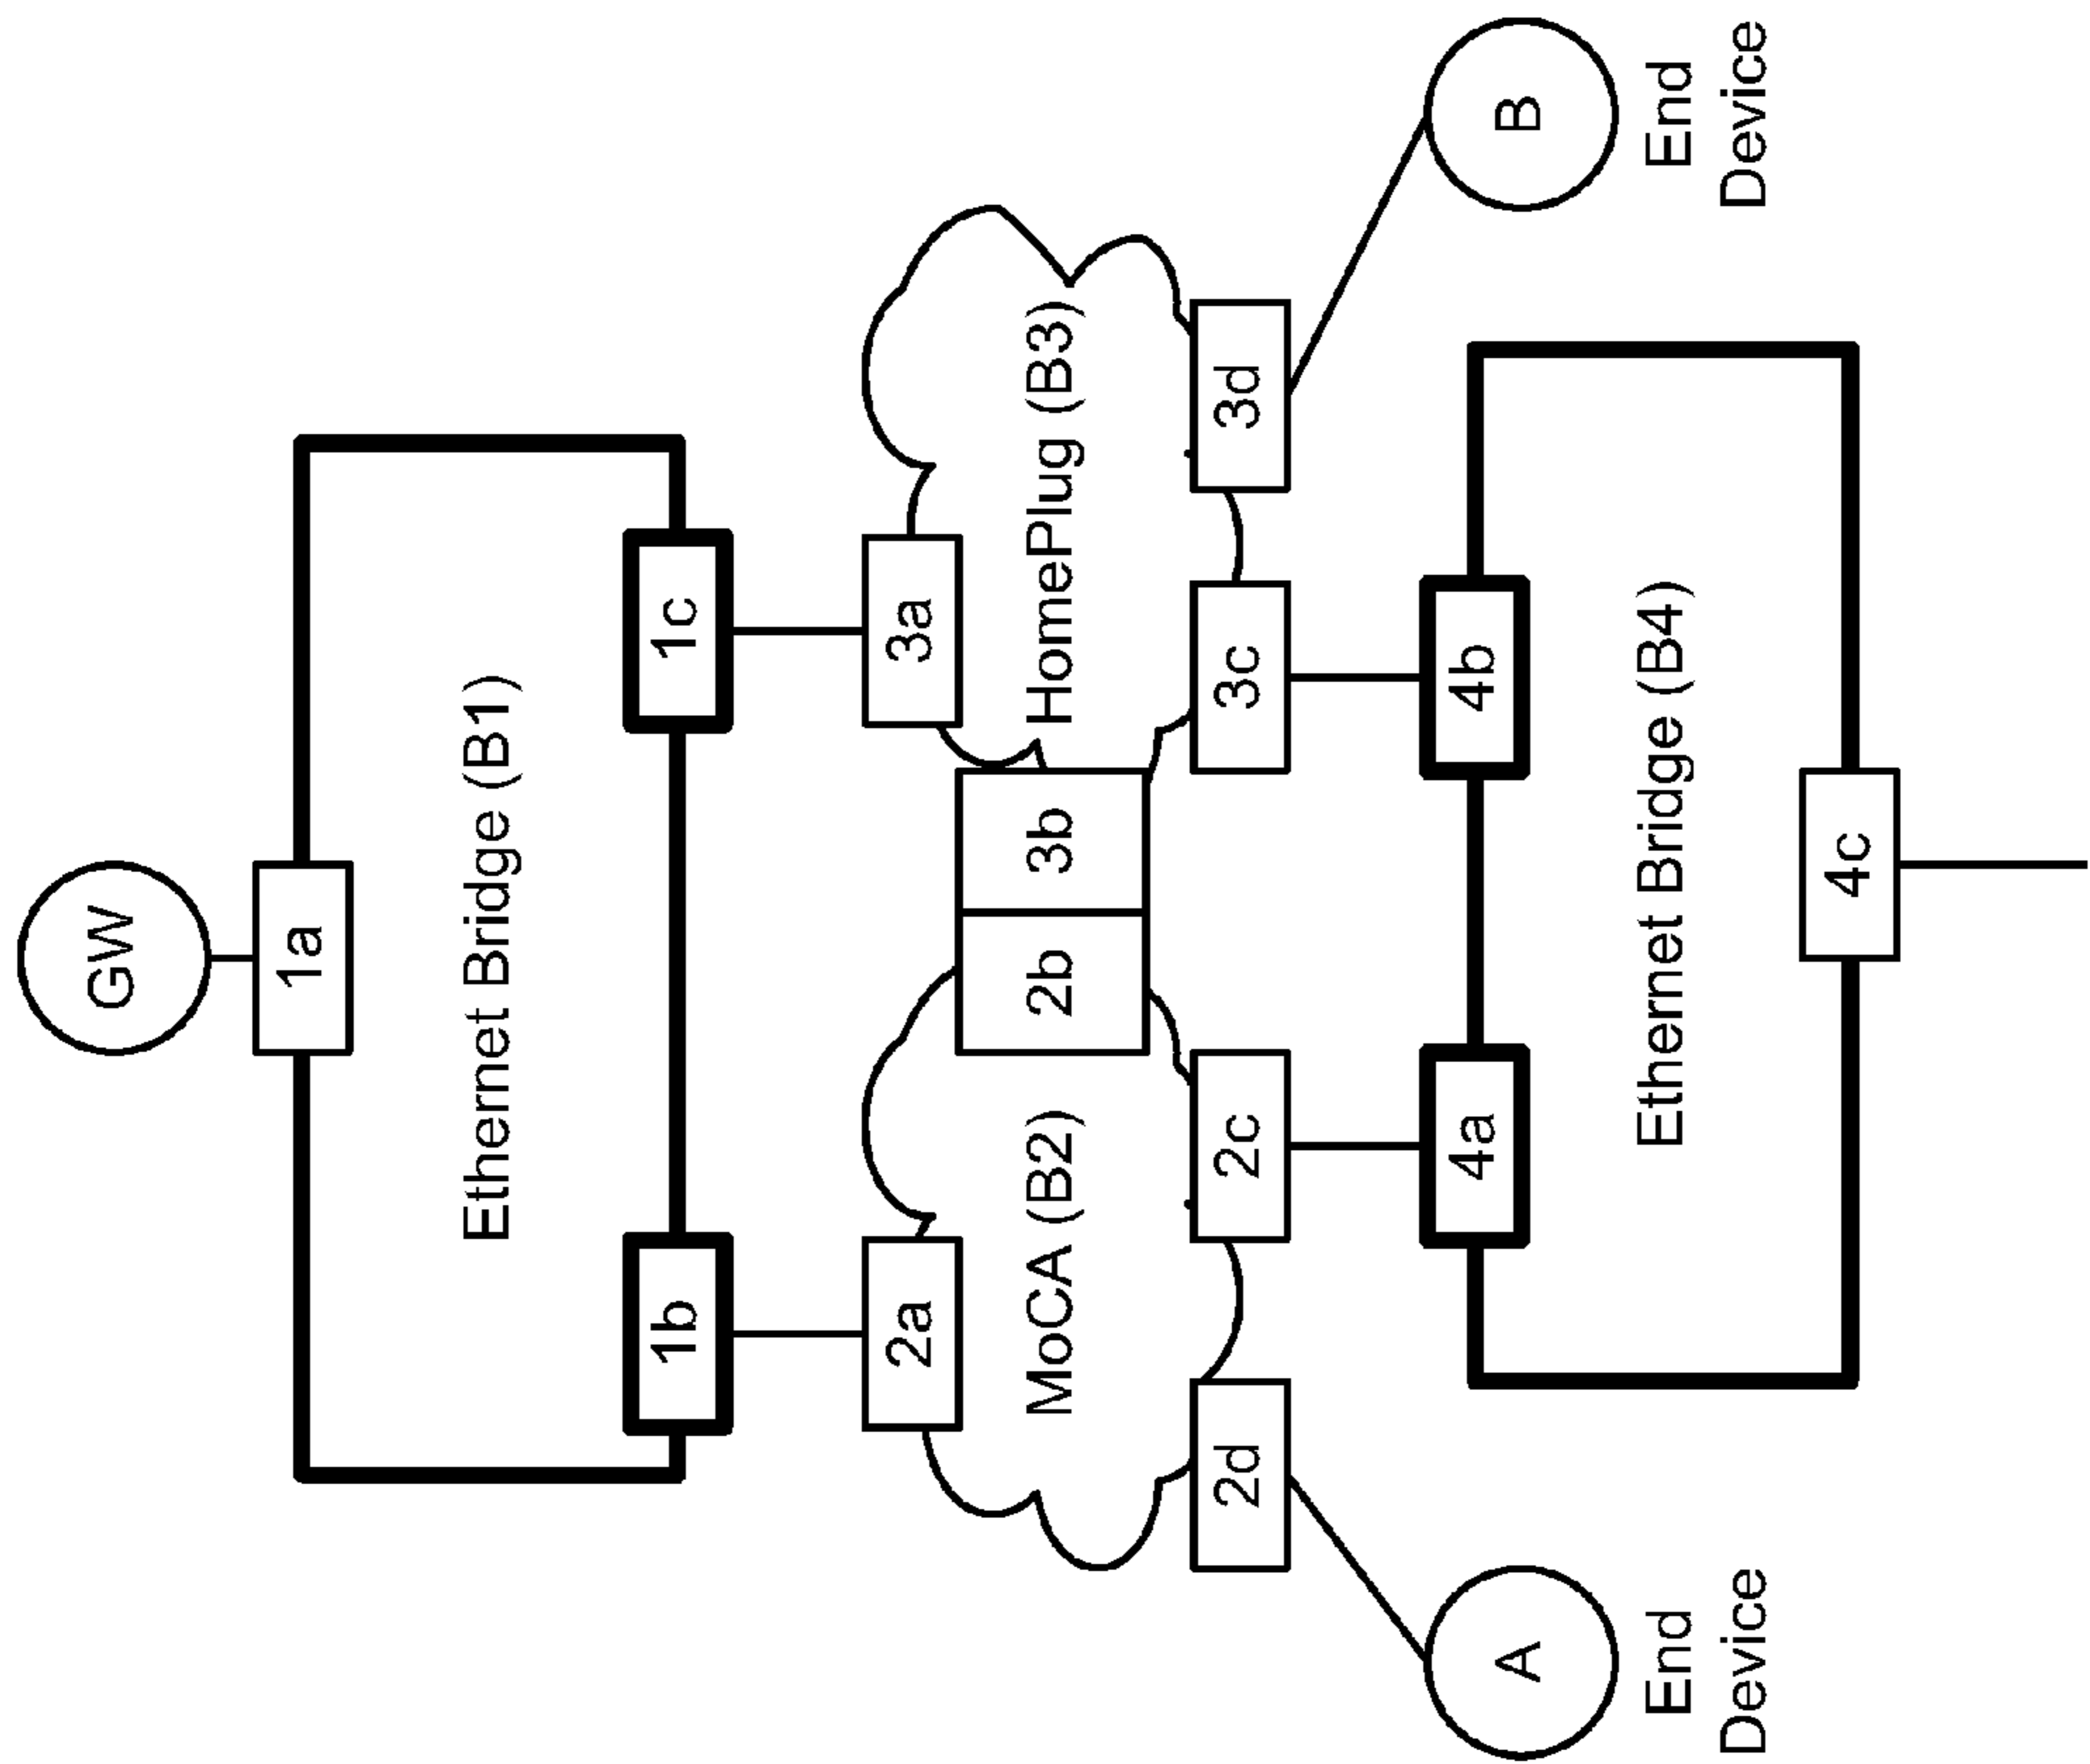 GW
1a
Ethernet Bridge (B1)
1b
1c
2a
3a
MoCA (B2)
2b
3b
HomePlug (B3)
2d
2c
3c
3d
A
4a
4b
B
End
Device
Ethernet Bridge (B4)
End
Device
4c